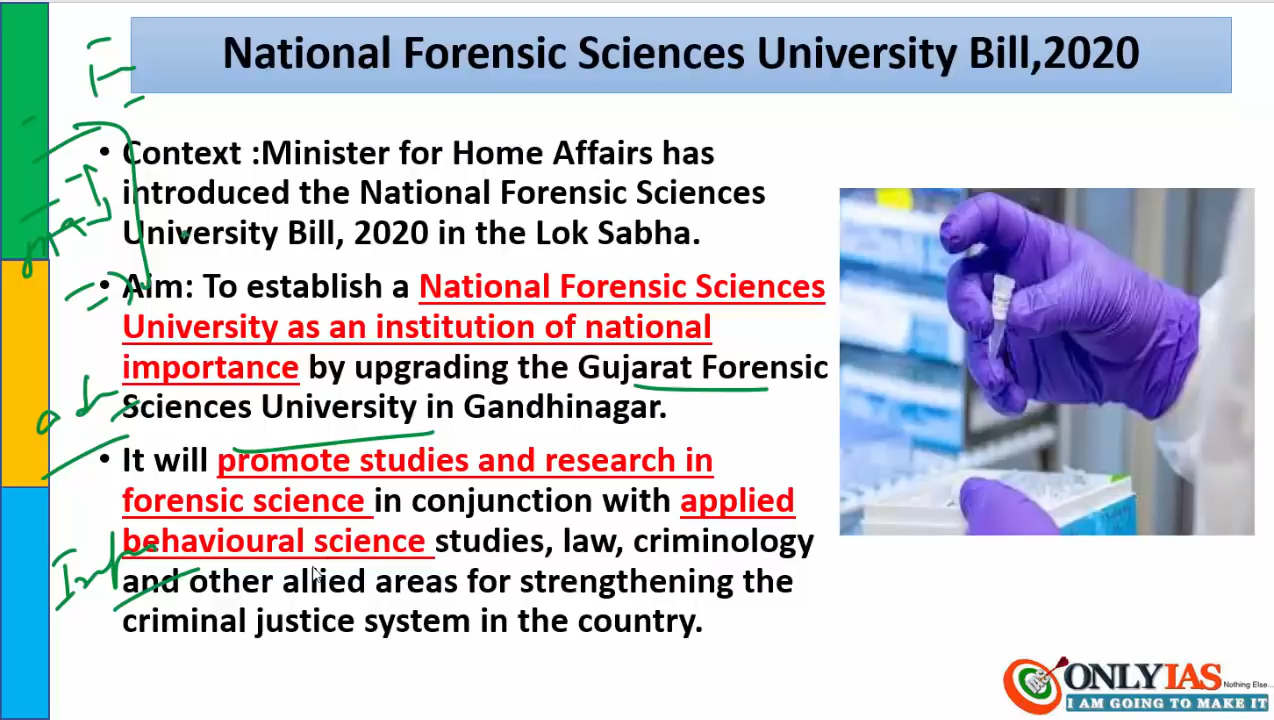 National Forensic Sciences University Bill,2020
• Context :Minister for Home Affairs has
introduced the National Forensic Sciences
University Bill, 2020 in the Lok Sabha.
• Aim: To establish a National Forensic Sciences
University as an institution of national
importance by upgrading the Gujarat Forensic
Sciences University in Gandhinagar.
• It will promote studies and research in
forensic science in conjunction with applied
behavioural science studies, law, criminology
and other allied areas for strengthening the
criminal justice system in the country.
ONLYIAS
Nothing Else...
I AM GOING TO MAKE IT